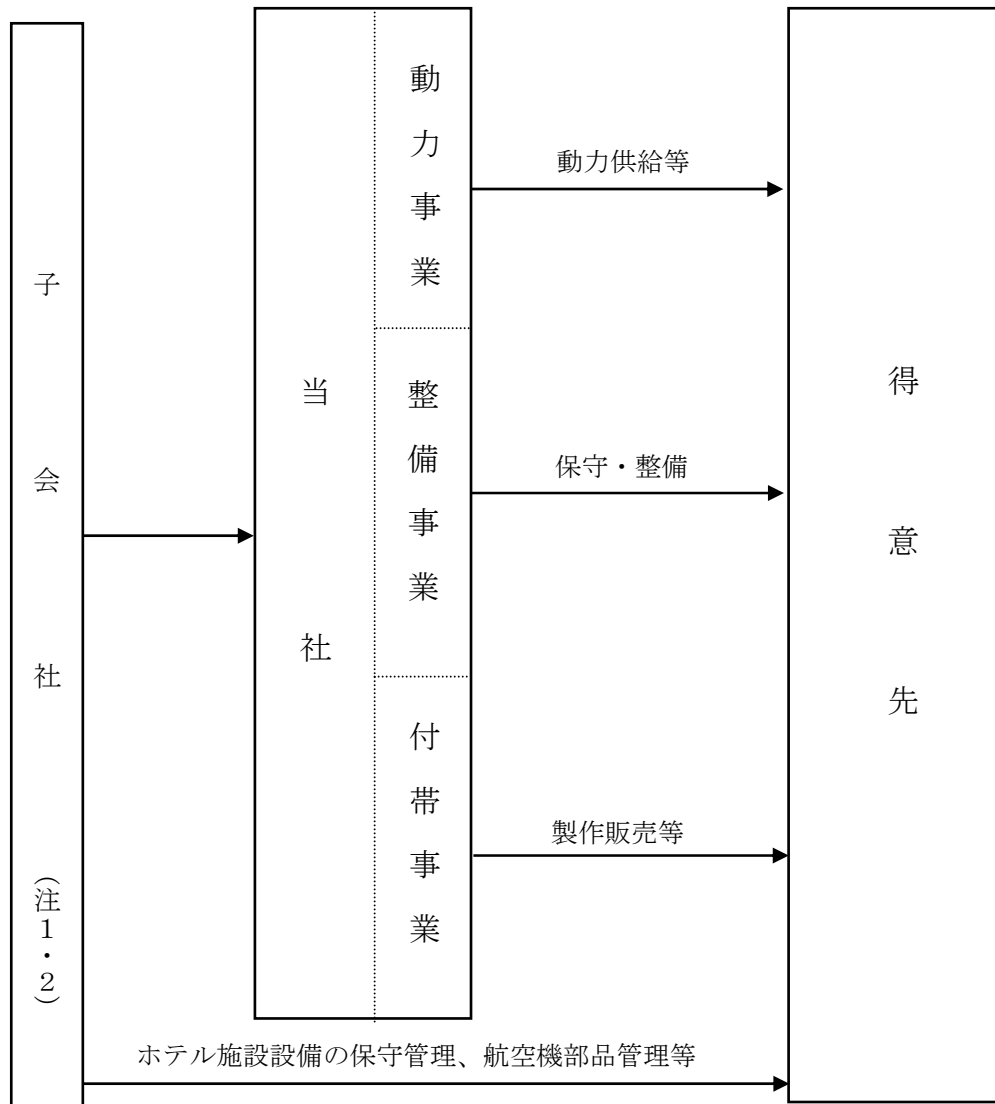 子会社(注1・2)
当社
動力事業
整備事業
付帯事業
動力供給等
保守・整備
製作販売等
ホテル施設設備の保守管理、航空機部品管理等
得意先